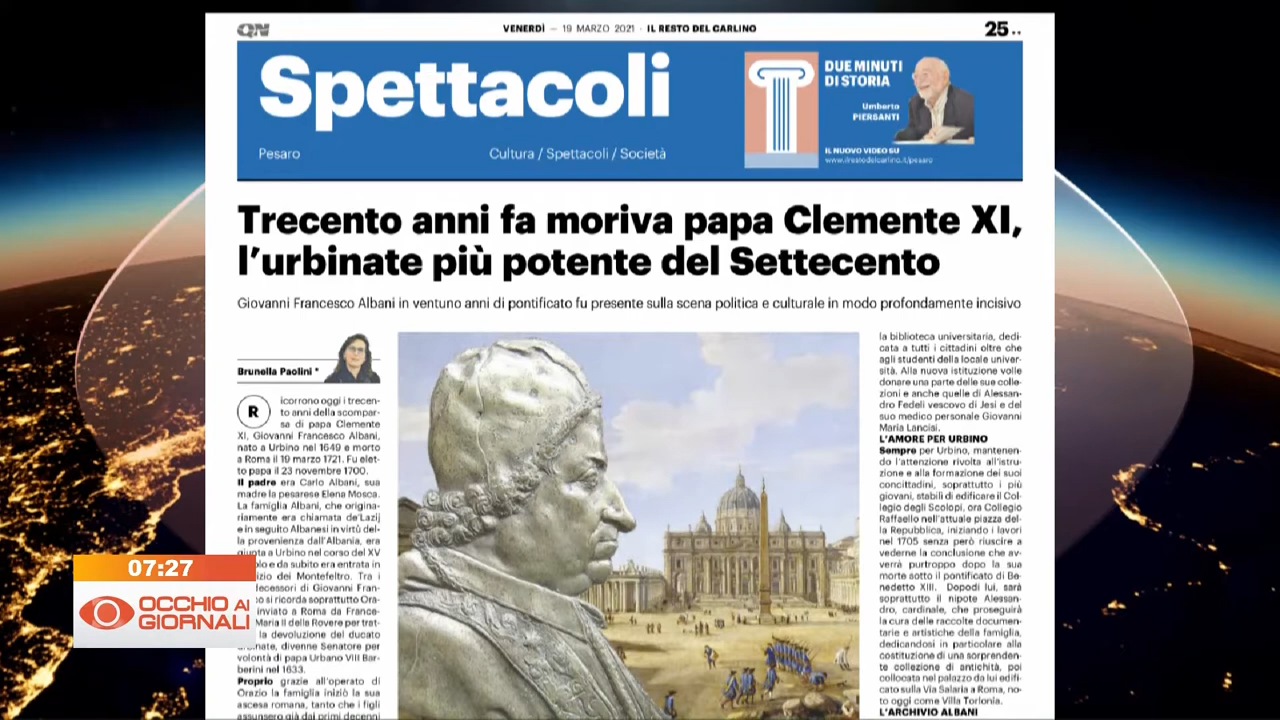 QN
VENERDÌ — 19 MARZO 2021 · IL RESTO DEL CARLINO
25 ••
Spettacoli
Pesaro
Cultura / Spettacoli / Società
DUE MINUTI
DI STORIA
Umberto
PIERSANTI
IL NUOVO VIDEO SU
www.ilrestodelcarlino.it/pesaro
Trecento anni fa moriva papa Clemente XI,
l'urbinate più potente del Settecento
Giovanni Francesco Albani in ventuno anni di pontificato fu presente sulla scena politica e culturale in modo profondamente incisivo
Brunella Paolini *
R
icorrono oggi i trecen-
to anni della scompar-
sa di papa Clemente
XI, Giovanni Francesco Albani,
nato a Urbino nel 1649 e morto
a Roma il 19 marzo 1721. Fu elet-
to papa il 23 novembre 1700.
Il padre era Carlo Albani, sua
madre la pesarese Elena Mosca.
La famiglia Albani, che origina-
riamente era chiamata de'Lazij
e in seguito Albanesi in virtù del-
la provenienza dall'Albania, era
giunta a Urbino nel corso del XV
olo e da subito era entrata in
izio dei Montefeltro. Tra i
decessori di Giovanni Fran-
o si ricorda soprattutto Ora-
inviato a Roma da France-
Maria II della Rovere per trat-
la devoluzione del ducato
nate, divenne Senatore per
volontà di papa Urbano VIII Bar-
berini nel 1633.
Proprio grazie all'operato di
Orazio la famiglia iniziò la sua
ascesa romana, tanto che i figli
assunsero già dai primi decenni
la biblioteca universitaria, dedi-
cata a tutti i cittadini oltre che
agli studenti della locale univer-
sità. Alla nuova istituzione volle
donare una parte delle sue colle-
zioni e anche quelle di Alessan-
dro Fedeli vescovo di Jesi e del
suo medico personale Giovanni
Maria Lancisi.
L'AMORE PER URBINO
Sempre per Urbino, mantenen-
do l'attenzione rivolta all'istru-
zione e alla formazione dei suoi
concittadini, soprattutto i più
giovani, stabilì di edificare il Col-
legio degli Scolopi, ora Collegio
Raffaello nell'attuale piazza del-
la Repubblica, iniziando i lavori
nel 1705 senza però riuscire a
vederne la conclusione che av-
verrà purtroppo dopo la sua
morte sotto il pontificato di Be-
nedetto XIII. Dopodi lui, sarà
soprattutto il nipote Alessan-
dro, cardinale, che proseguirà
la cura delle raccolte documen-
tarie e artistiche della famiglia,
dedicandosi in particolare alla
costituzione di una sorprenden-
te collezione di antichità, poi
collocata nel palazzo da lui edifi-
cato sulla Via Salaria a Roma, no-
to oggi come Villa Torlonia.
L'ARCHIVIO ALBANI
07:27
OCCHIO AI
GIORNALI